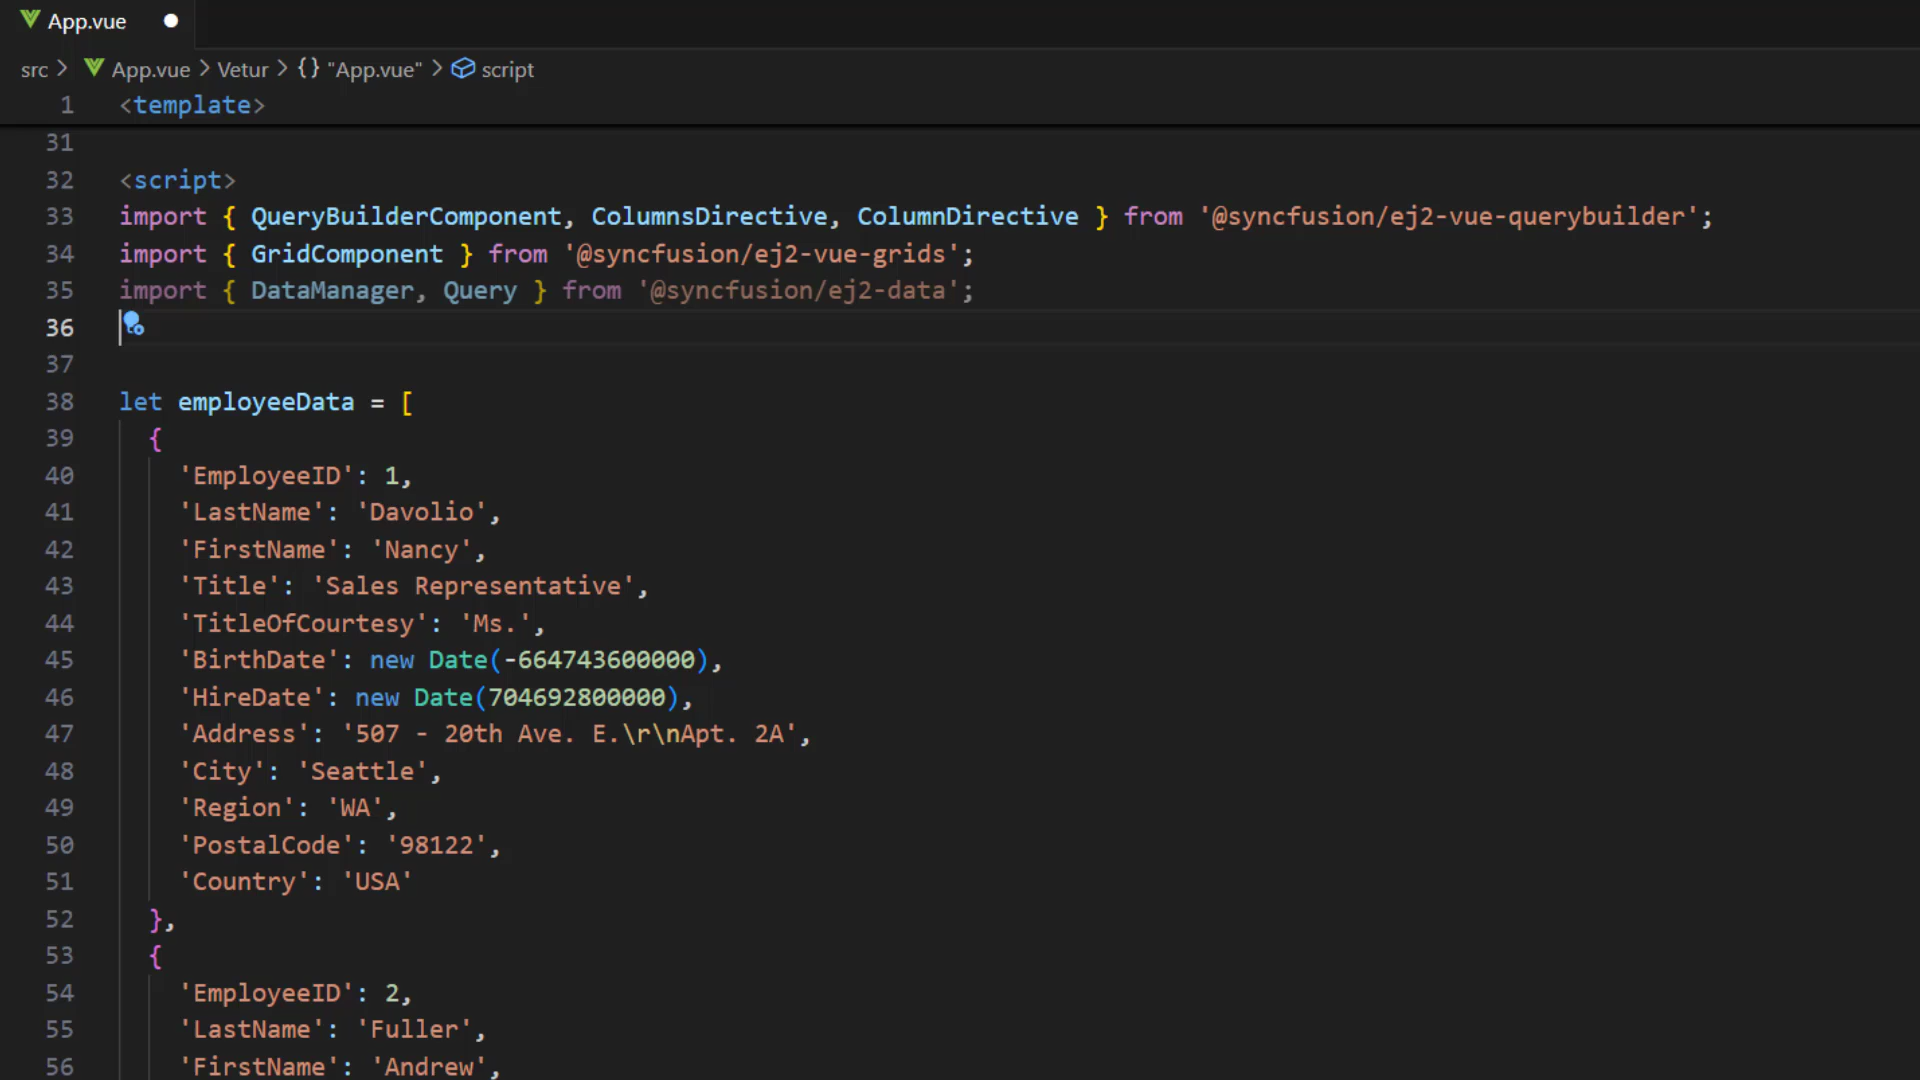 App.vue
src > App.vue > Vetur > {} "App.vue" > script
1 <template>
31
32 <script>
33 import { QueryBuilderComponent, ColumnsDirective, ColumnDirective } from '@syncfusion/ej2-vue-querybuilder';
34 import { GridComponent } from '@syncfusion/ej2-vue-grids';
35 import { DataManager, Query } from '@syncfusion/ej2-data';
36
37
38 let employeeData = [
39 {
40 'EmployeeID': 1,
41 'LastName': 'Davolio',
42 'FirstName': 'Nancy',
43 'Title': 'Sales Representative',
44 'TitleOfCourtesy': 'Ms.',
45 'BirthDate': new Date(-664743600000),
46 'HireDate': new Date(704692800000),
47 'Address': '507 - 20th Ave. E.\r\nApt. 2A',
48 'City': 'Seattle',
49 'Region': 'WA',
50 'PostalCode': '98122',
51 'Country': 'USA'
52 },
53 {
54 'EmployeeID': 2,
55 'LastName': 'Fuller',
56 'FirstName': 'Andrew',